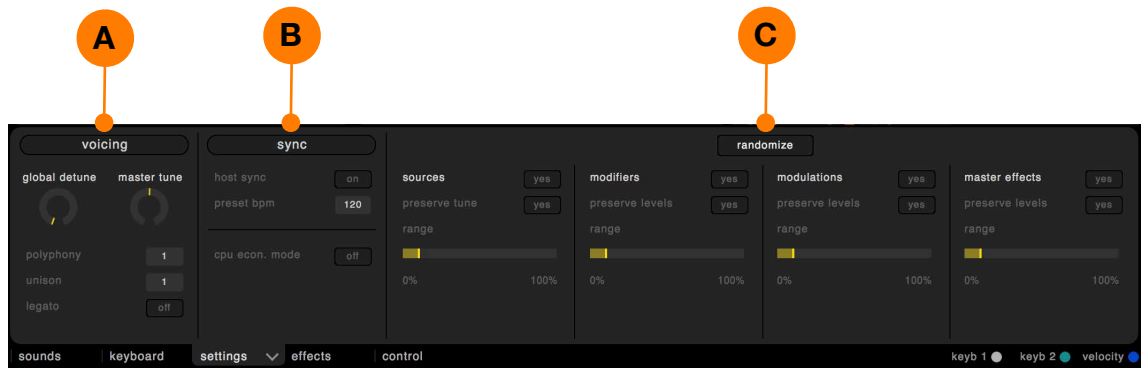 A B C
voicing sync randomize
global detune master tune host sync on sources yes modifiers yes modulations yes master effects yes
preset bpm 120 preserve tune yes preserve levels yes preserve levels yes preserve levels yes
range range range range
polyphony 1 cpu econ. mode off
unison 1 0% 100% 0% 100% 0% 100% 0% 100%
legato off
sounds keyboard settings effects control keyb 1 keyb 2 velocity